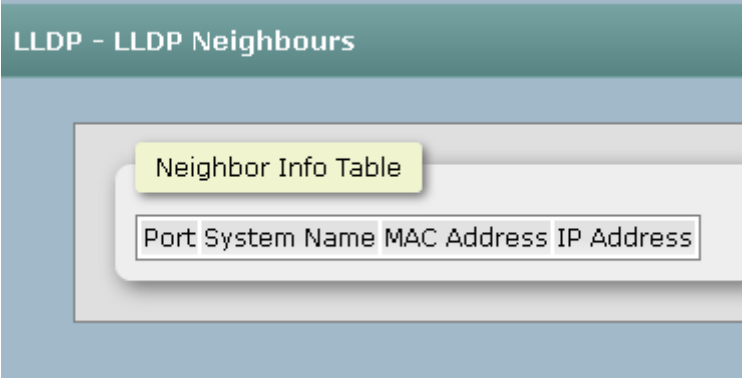 LLDP - LLDP Neighbours
Neighbor Info Table
Port System Name MAC Address IP Address